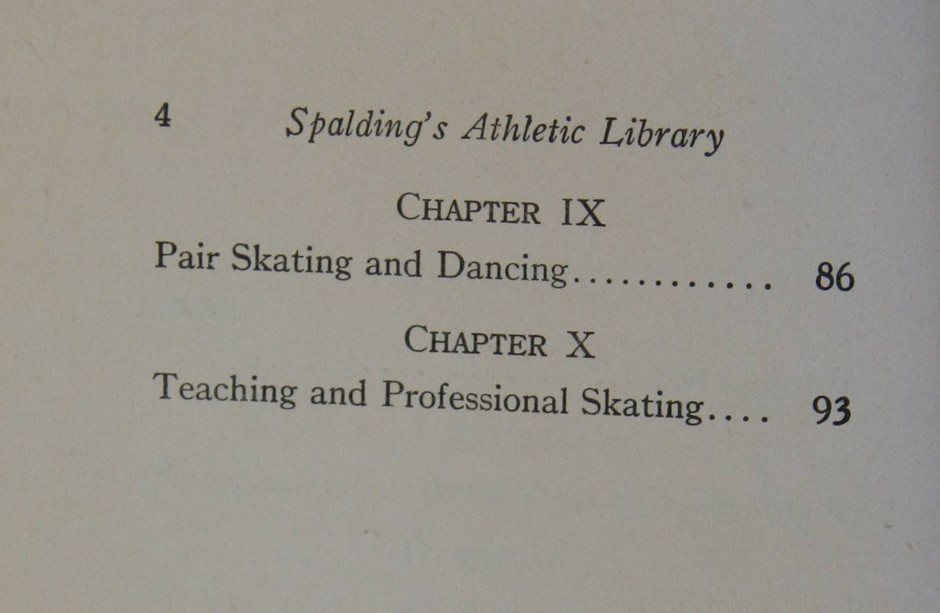 4 Spalding's Athletic Library
CHAPTER IX
Pair Skating and Dancing............. 86
CHAPTER X
Teaching and Professional Skating.... 93